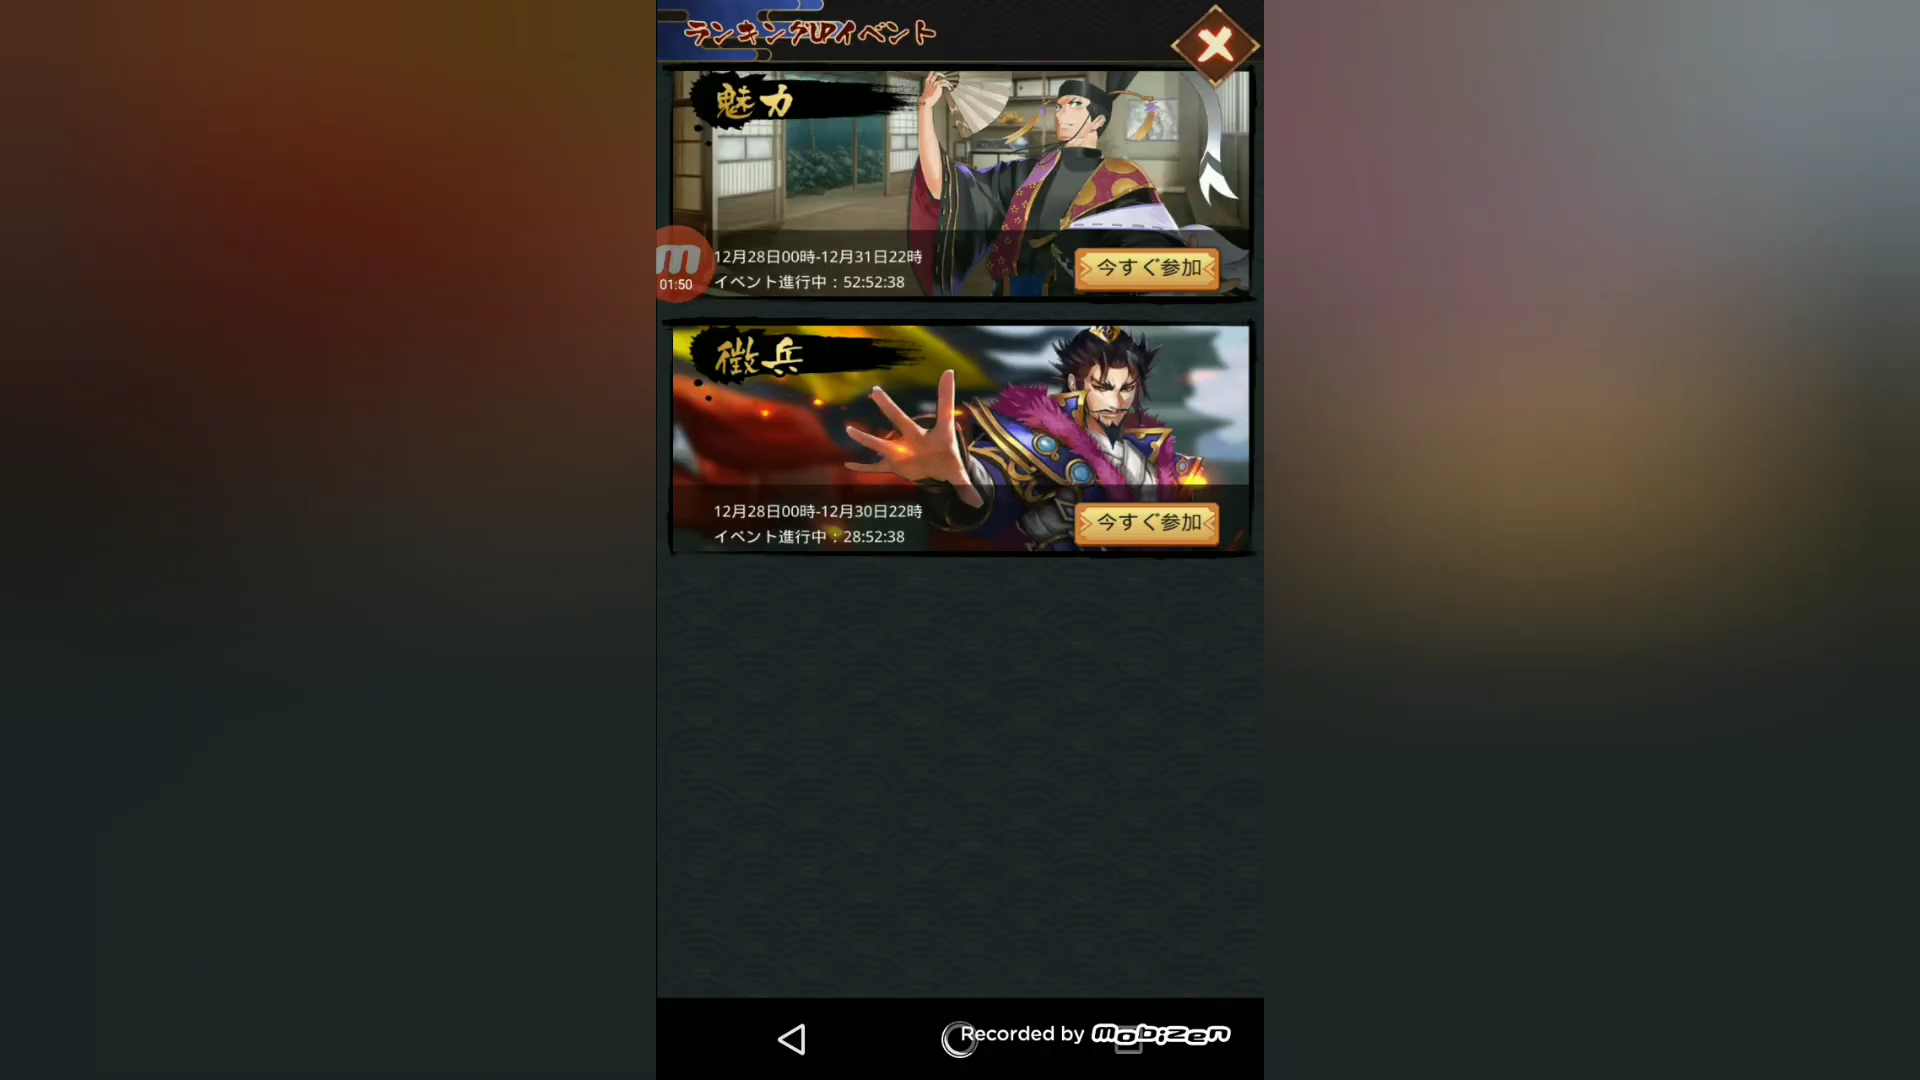 ランキングUPイベント
魅力
12月28日00時-12月31日22時
イベント進行中：52:52:38
今すぐ参加
m
01:50
徴兵
12月28日00時-12月30日22時
イベント進行中：28:52:38
今すぐ参加
Recorded by mobizen